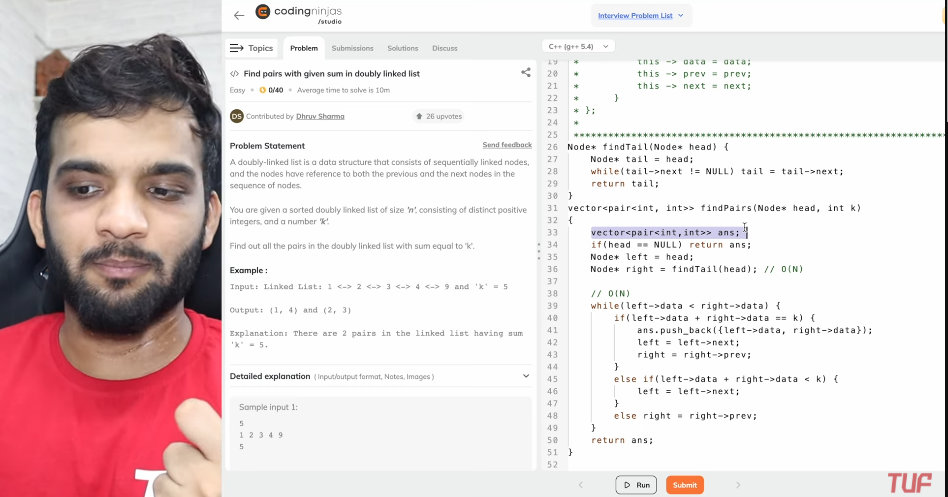 codingninjas
/studio
Interview Problem List
Topics Problem Submissions Solutions Discuss
Find pairs with given sum in doubly linked list
Easy 0/40 Average time to solve is 10m
DS Contributed by Dhruv Sharma 26 upvotes
Problem Statement Send feedback
A doubly-linked list is a data structure that consists of sequentially linked nodes,
and the nodes have reference to both the previous and the next nodes in the
sequence of nodes.
You are given a sorted doubly linked list of size 'n', consisting of distinct positive
integers, and a number 'k'.
Find out all the pairs in the doubly linked list with sum equal to 'k'.
Example :
Input: Linked List: 1 <-> 2 <-> 3 <-> 4 <-> 9 and 'k' = 5
Output: (1, 4) and (2, 3)
Explanation: There are 2 pairs in the linked list having sum
'k' = 5.
Detailed explanation ( Input/output format, Notes, Images )
Sample input 1:
5
1 2 3 4 9
5
C++ (g++ 5.4)
19 * this -> data = data;
20 * this -> prev = prev;
21 * this -> next = next;
22 * }
23 * };
24 *
25 *****************************************************************
26 Node* findTail(Node* head) {
27 Node* tail = head;
28 while(tail->next != NULL) tail = tail->next;
29 return tail;
30 }
31 vector<pair<int, int>> findPairs(Node* head, int k)
32 {
33 vector<pair<int,int>> ans;
34 if(head == NULL) return ans;
35 Node* left = head;
36 Node* right = findTail(head); // O(N)
37
38 // O(N)
39 while(left->data < right->data) {
40 if(left->data + right->data == k) {
41 ans.push_back({left->data, right->data});
42 left = left->next;
43 right = right->prev;
44 }
45 else if(left->data + right->data < k) {
46 left = left->next;
47 }
48 else right = right->prev;
49 }
50 return ans;
51 }
52
Run Submit
TUF